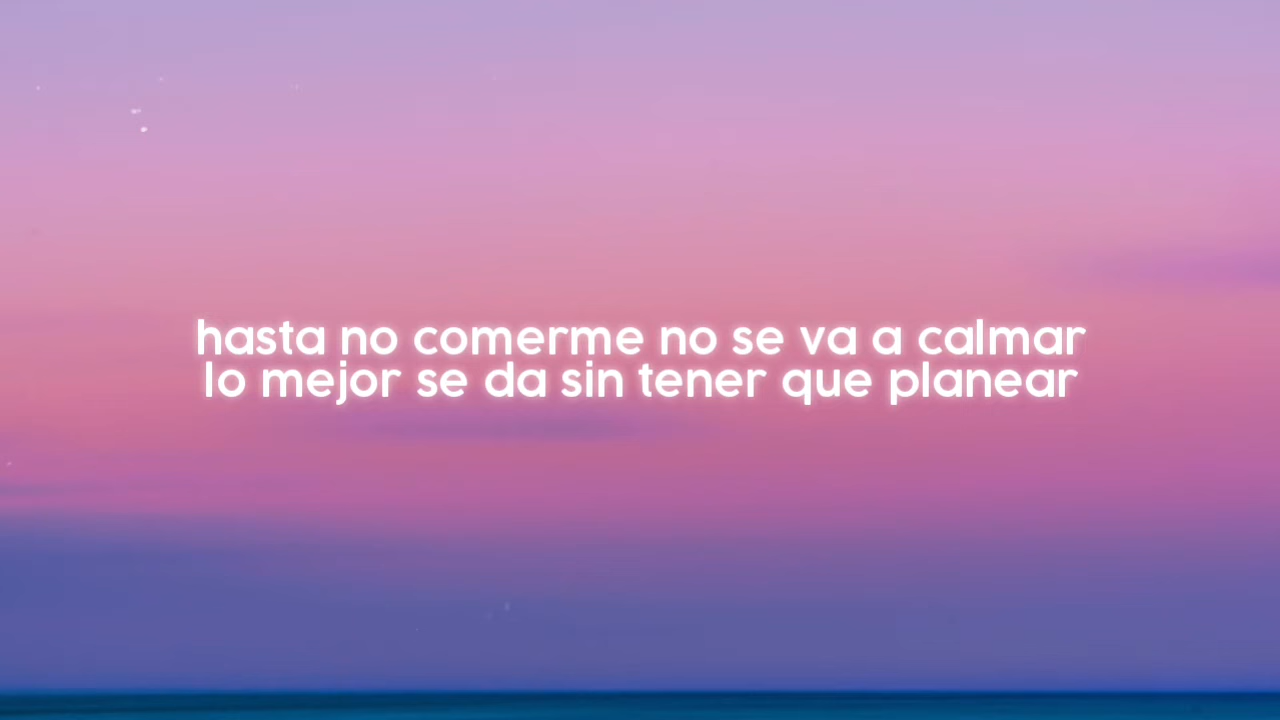 hasta no comerme no se va a calmar
lo mejor se da sin tener que planear